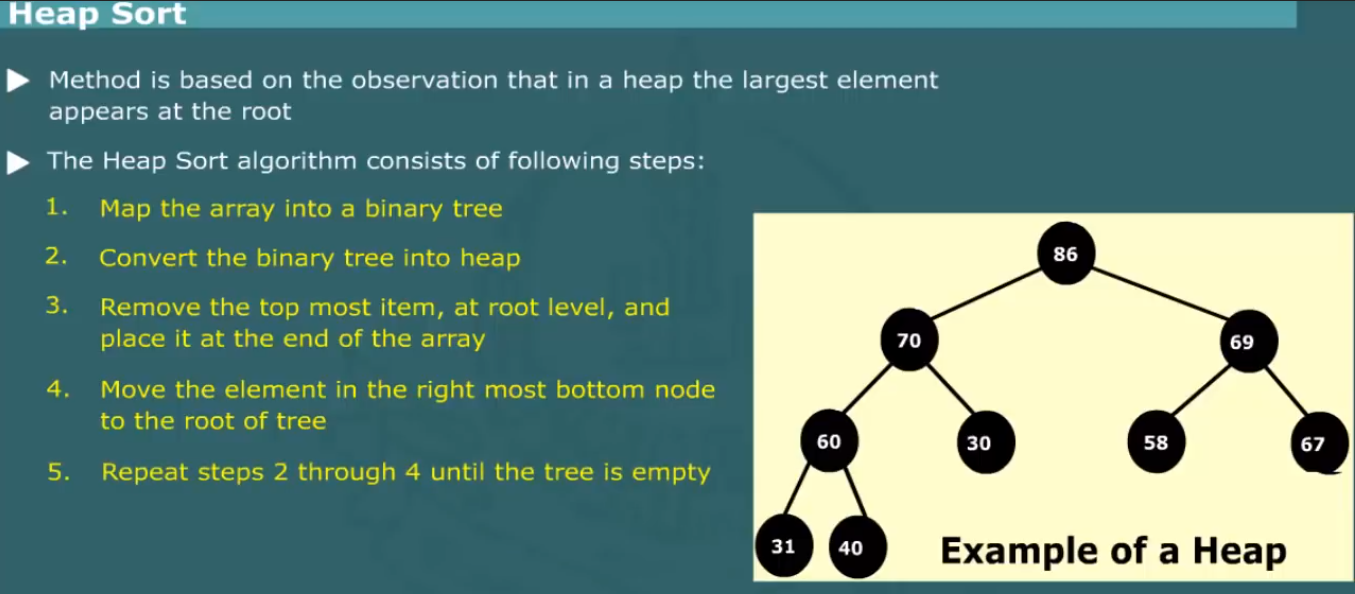 Heap Sort
Method is based on the observation that in a heap the largest element
appears at the root
The Heap Sort algorithm consists of following steps:
1. Map the array into a binary tree
2. Convert the binary tree into heap
3. Remove the top most item, at root level, and
place it at the end of the array
4. Move the element in the right most bottom node
to the root of tree
5. Repeat steps 2 through 4 until the tree is empty
86
70 69
60 30 58 67
31 40
Example of a Heap